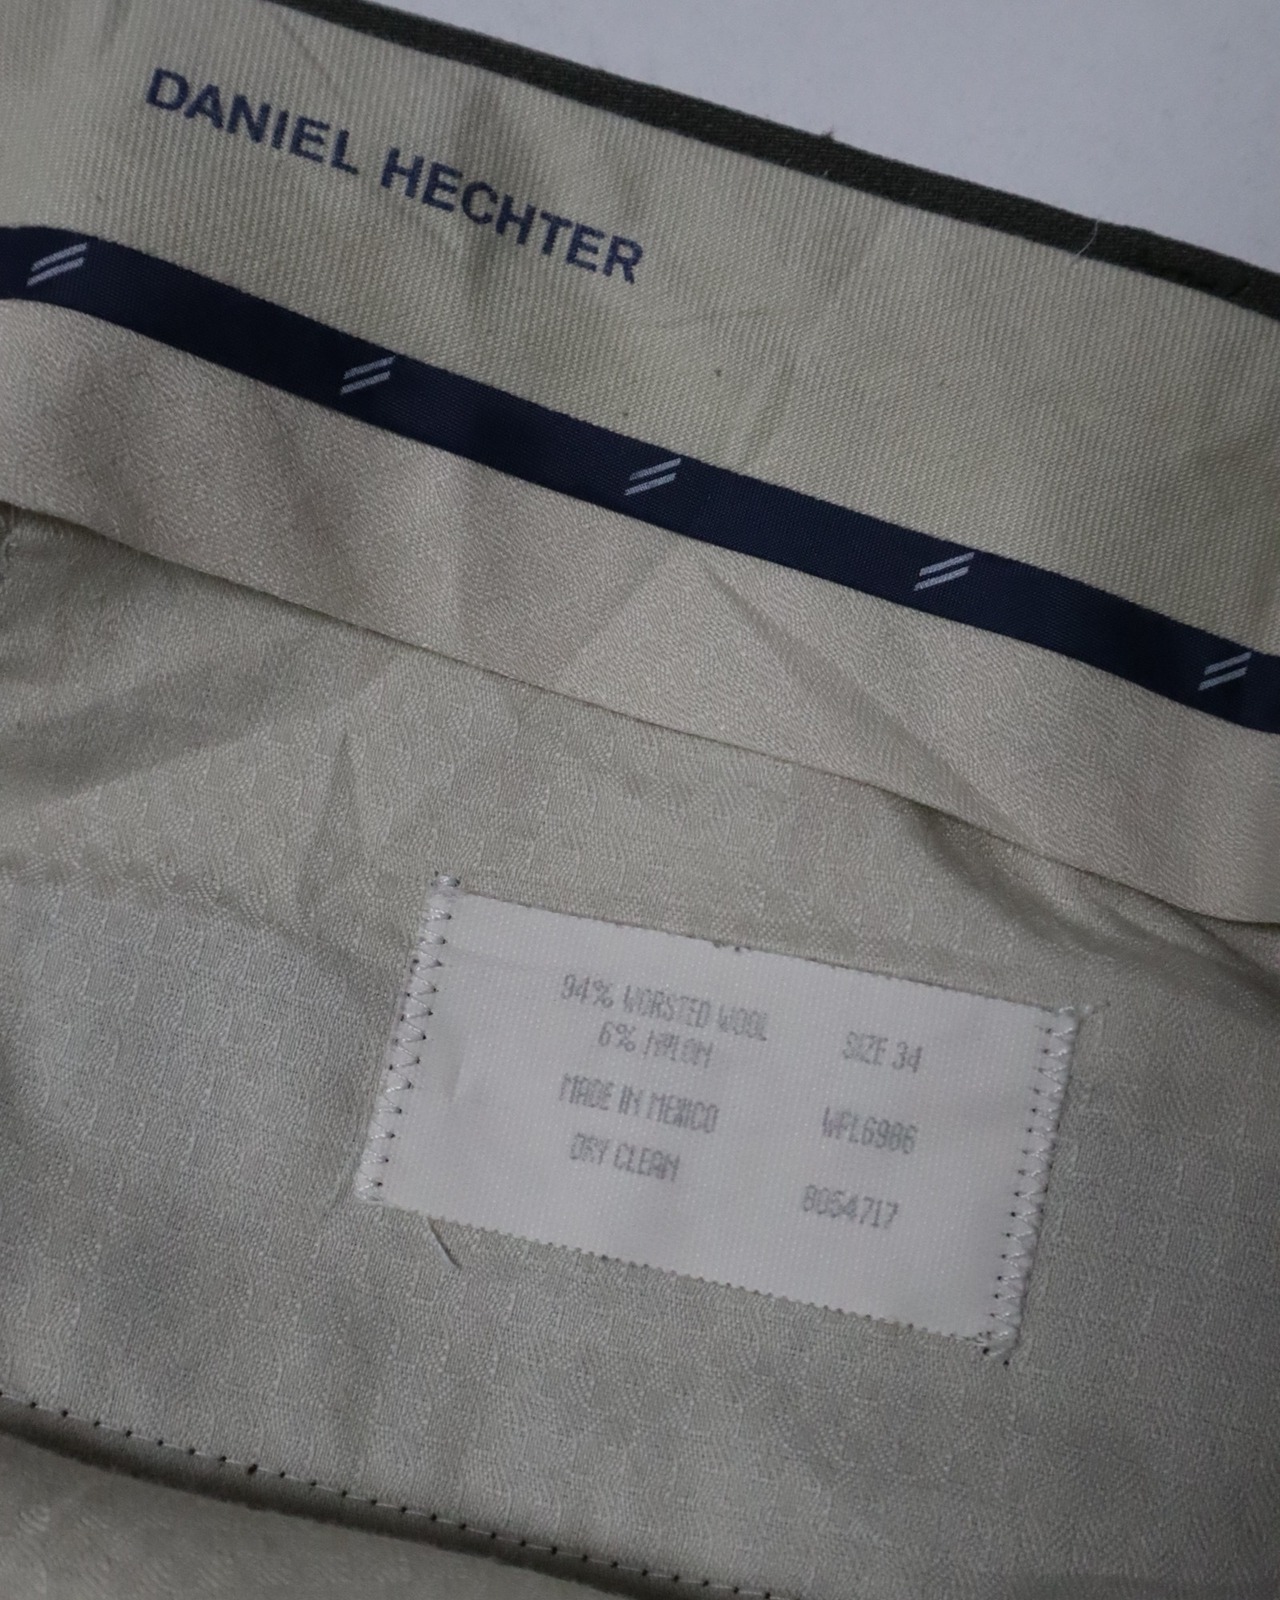 DANIEL HECHTER
94% WORSTED WOOL
6% NYLON
MADE IN MEXICO
DRY CLEAN
SIZE 34
WPL6986
8054717